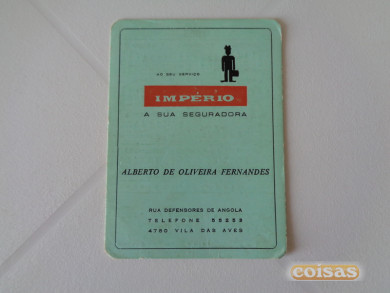 AO SEU SERVIÇO
IMPÉRIO
A SUA SEGURADORA
ALBERTO DE OLIVEIRA FERNANDES
RUA DEFENSORES DE ANGOLA
TELEFONE
4780 VILA DAS AVES
coisas